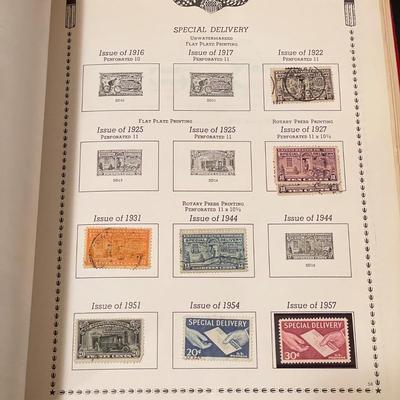 SPECIAL DELIVERY
UNWATERMARKED
FLAT PLATE PRINTING
Issue of 1916
PERFORATED 10
Issue of 1917
PERFORATED 11
Issue of 1922
PERFORATED 11
FLAT PLATE PRINTING
ROTARY PRESS PRINTING
Issue of 1925
PERFORATED 11
Issue of 1925
PERFORATED 11
Issue of 1927
PERFORATED 11 x 10½
ROTARY PRESS PRINTING
PERFORATED 11 x 10½
Issue of 1931
Issue of 1944
Issue of 1944
Issue of 1951
Issue of 1954
Issue of 1957
SPECIAL DELIVERY
20¢
SPECIAL DELIVERY
30¢